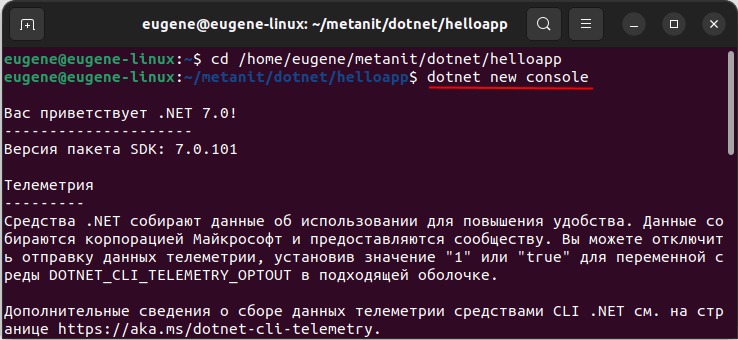 eugene@eugene-linux: ~/metanit/dotnet/helloapp
eugene@eugene-linux:~$ cd /home/eugene/metanit/dotnet/helloapp
eugene@eugene-linux:~/metanit/dotnet/helloapp$ dotnet new console
Вас приветствует .NET 7.0!
---------------------
Версия пакета SDK: 7.0.101
Телеметрия
---------
Средства .NET собирают данные об использовании для повышения удобства. Данные со
бираются корпорацией Майкрософт и предоставляются сообществу. Вы можете отключит
ь отправку данных телеметрии, установив значение "1" или "true" для переменной с
реды DOTNET_CLI_TELEMETRY_OPTOUT в подходящей оболочке.
Дополнительные сведения о сборе данных телеметрии средствами CLI .NET см. на стр
анице https://aka.ms/dotnet-cli-telemetry.